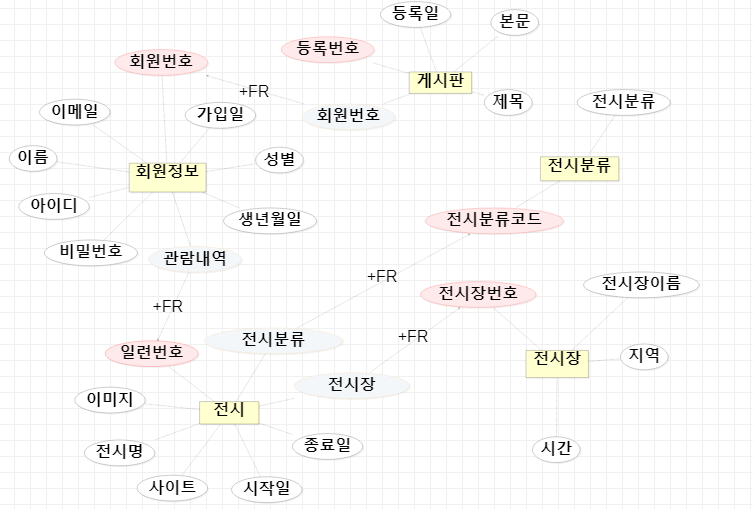 등록일
본문
등록번호
회원번호
게시판
+FR
전시분류
제목
이메일
가입일
회원번호
이름
성별
전시분류
회원정보
아이디
생년월일
전시분류코드
비밀번호
관람내역
+FR
전시장이름
전시장번호
+FR
+FR
전시분류
일련번호
지역
전시장
전시장
이미지
전시
종료일
시간
전시명
사이트
시작일